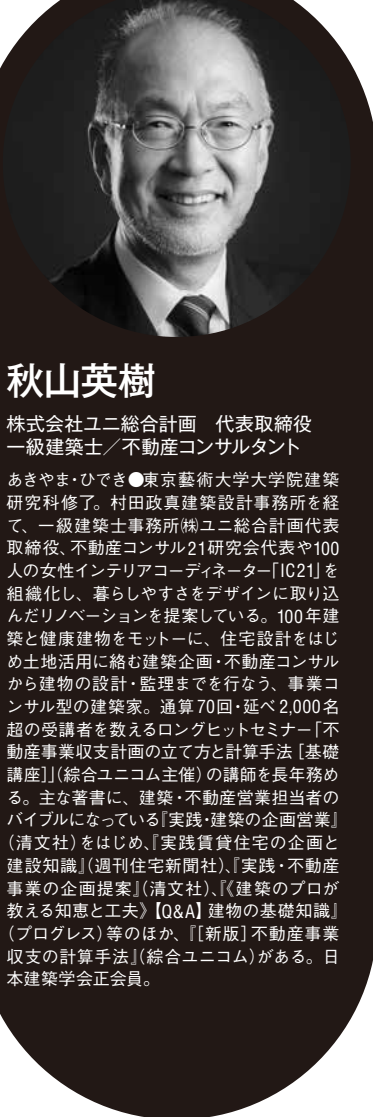 秋山英樹
株式会社ユニ総合計画　代表取締役
一級建築士／不動産コンサルタント
あきやま・ひでき●東京藝術大学大学院建築
研究科修了。村田政真建築設計事務所を経
て、一級建築士事務所㈱ユニ総合計画代表
取締役、不動産コンサル21研究会代表や100
人の女性インテリアコーディネーター「IC21」を
組織化し、暮らしやすさをデザインに取り込
んだリノベーションを提案している。100年建
築と健康建物をモットーに、住宅設計をはじ
め土地活用に絡む建築企画・不動産コンサル
から建物の設計・監理までを行なう、事業コ
ンサル型の建築家。通算70回・延べ2,000名
超の受講者を数えるロングヒットセミナー「不
動産事業収支計画の立て方と計算手法［基礎
講座］」（綜合ユニコム主催）の講師を長年務め
る。主な著書に、建築・不動産営業担当者の
バイブルになっている『実践・建築の企画営業』
（清文社）をはじめ、『実践賃貸住宅の企画と
建設知識』（週刊住宅新聞社）、『実践・不動産
事業の企画提案』（清文社）、『《建築のプロが
教える知恵と工夫》【Q&A】建物の基礎知識』
（プログレス）等のほか、『［新版］不動産事業
収支の計算手法』（綜合ユニコム）がある。日
本建築学会正会員。